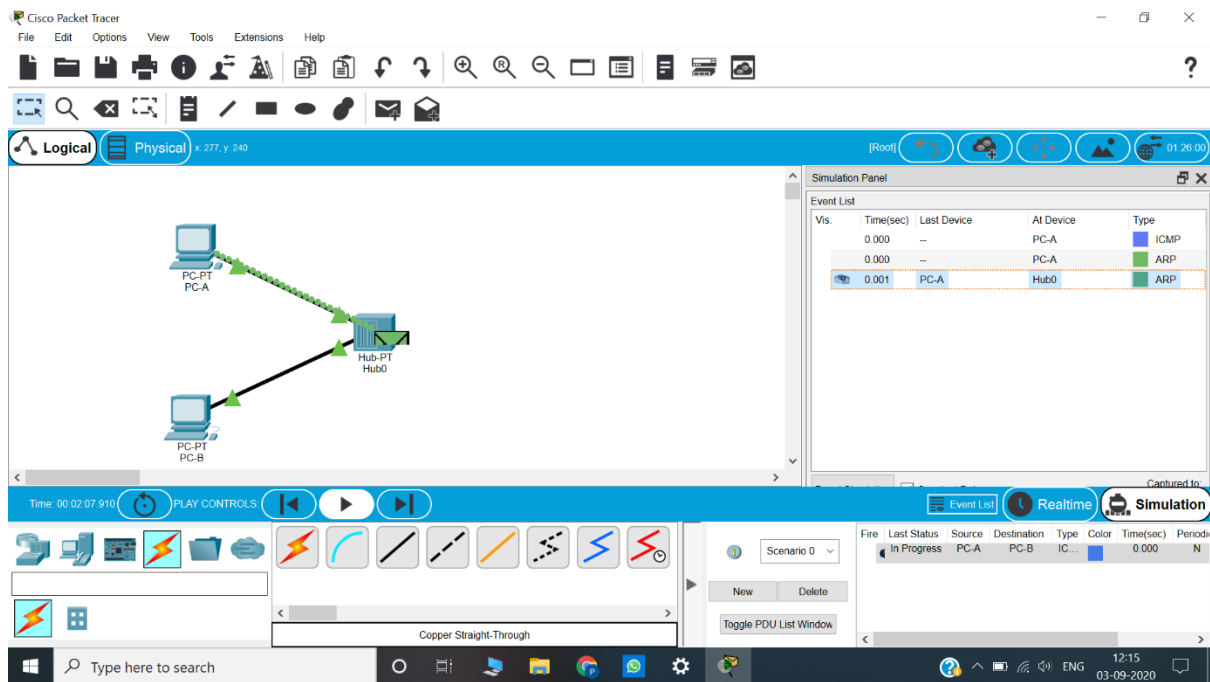 Cisco Packet Tracer
File Edit Options View Tools Extensions Help
Logical Physical x: 277, y: 240 [Root] 01:26:00
Simulation Panel
Event List
Vis. Time(sec) Last Device At Device Type
0.000 -- PC-A ICMP
0.000 -- PC-A ARP
0.001 PC-A Hub0 ARP
PC-PT
PC-A
Hub-PT
Hub0
PC-PT
PC-B
Captured to:
Time: 00:02:07.910 PLAY CONTROLS: Event List Realtime Simulation
Fire Last Status Source Destination Type Color Time(sec) Periodi
In Progress PC-A PC-B IC... 0.000 N
Scenario 0
New Delete
Toggle PDU List Window
Copper Straight-Through
Type here to search
ENG
12:15
03-09-2020